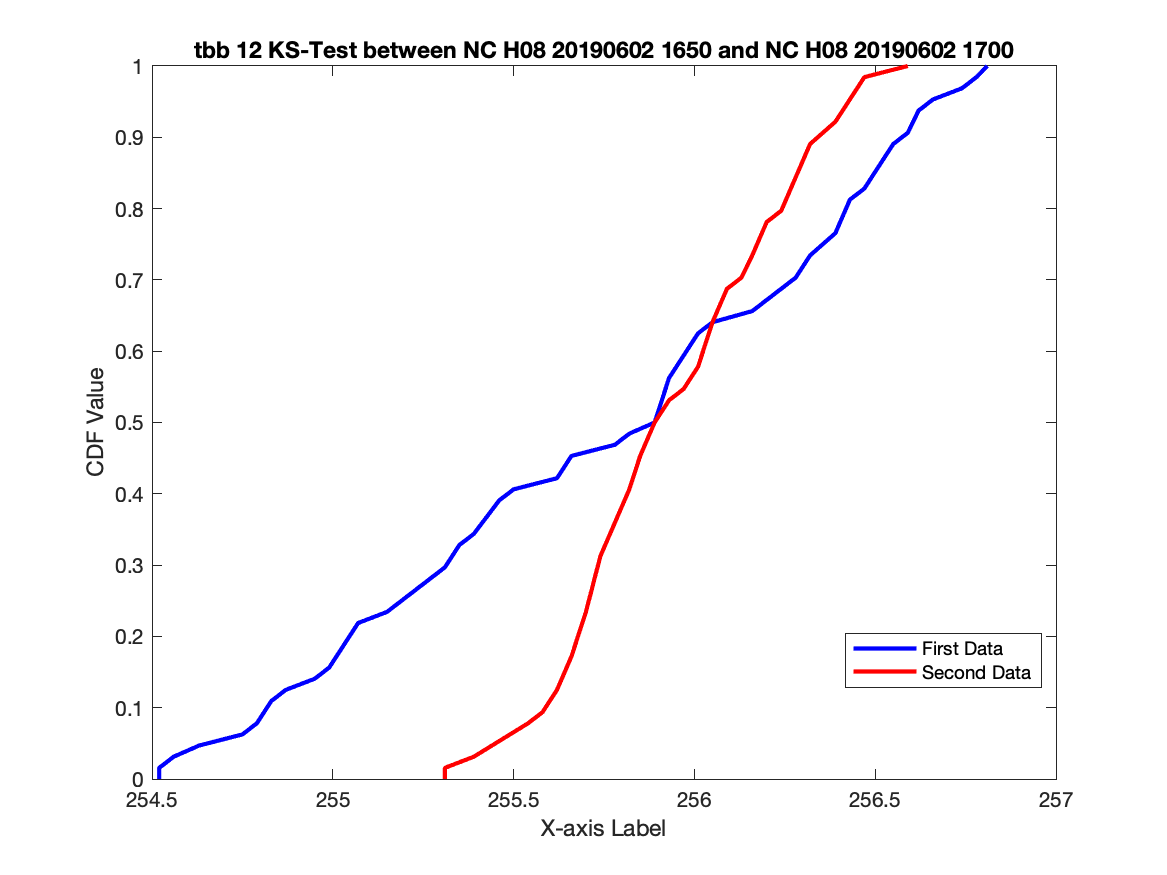 tbb 12 KS-Test between NC H08 20190602 1650 and NC H08 20190602 1700
1
0.9
0.8
0.7
0.6
0.5
0.4
0.3
0.2
0.1
0
CDF Value
First Data
Second Data
254.5 255 255.5 256 256.5 257
X-axis Label